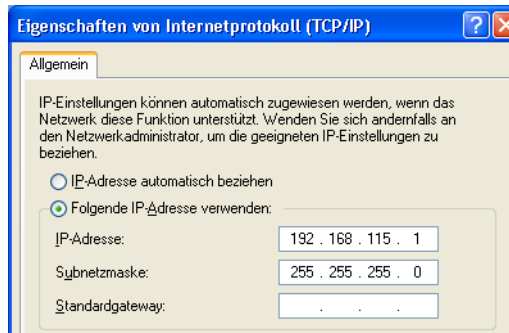 Eigenschaften von Internetprotokoll (TCP/IP)
Allgemein
IP-Einstellungen können automatisch zugewiesen werden, wenn das
Netzwerk diese Funktion unterstützt. Wenden Sie sich andernfalls an
den Netzwerkadministrator, um die geeigneten IP-Einstellungen zu
beziehen.
IP-Adresse automatisch beziehen
Folgende IP-Adresse verwenden:
IP-Adresse: 192 . 168 . 115 . 1
Subnetzmaske: 255 . 255 . 255 . 0
Standardgateway: . . .